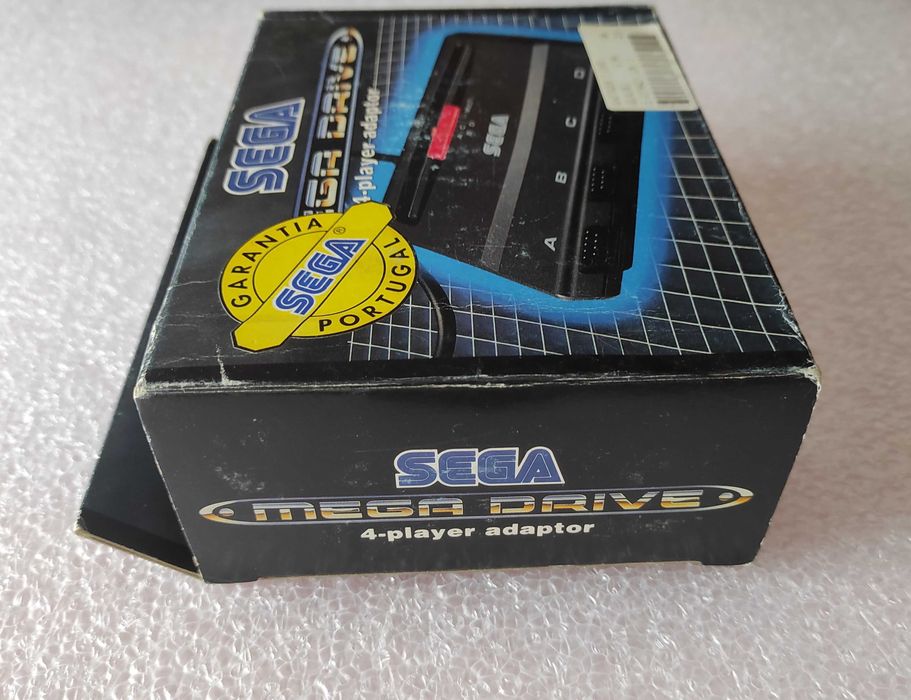 SEGA
MEGA DRIVE
4-player adaptor
GARANTIA
SEGA®
PORTUGAL
SEGA
A
B
C
D
SEGA
MEGA DRIVE
4-player adaptor